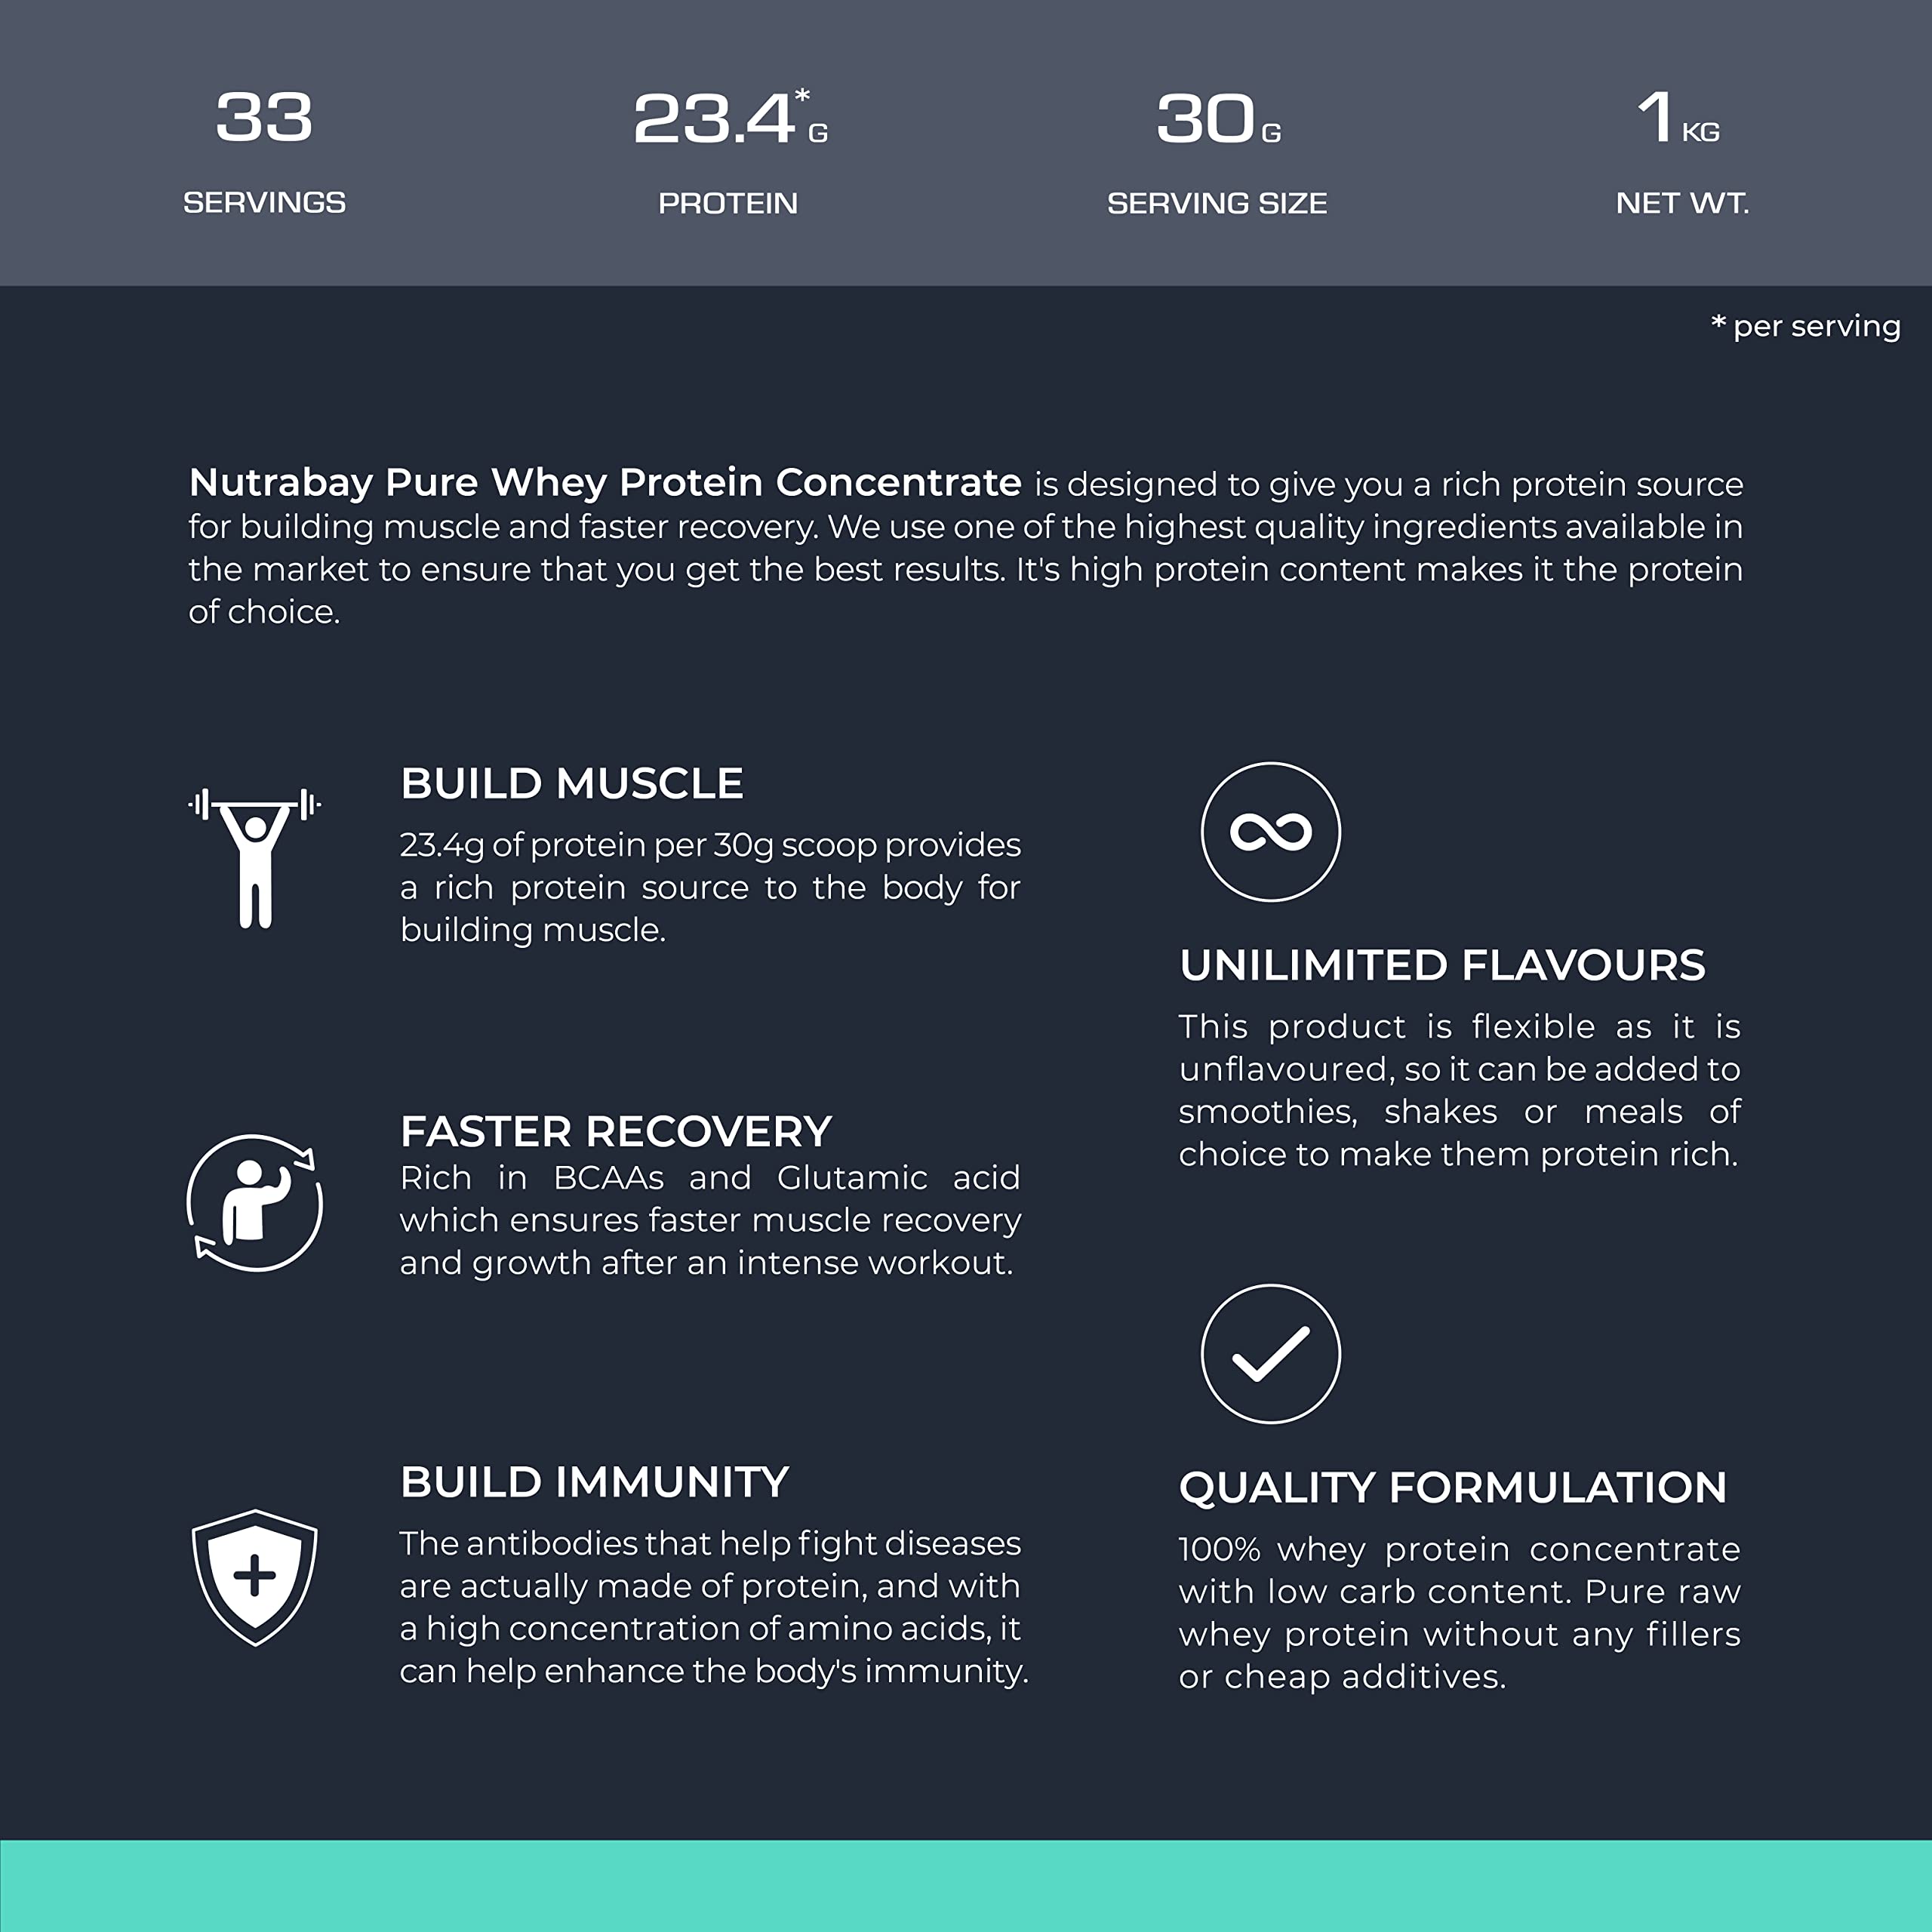 33
SERVINGS
23.4* G
PROTEIN
30 G
SERVING SIZE
1 KG
NET WT.
* per serving
Nutrabay Pure Whey Protein Concentrate is designed to give you a rich protein source
for building muscle and faster recovery. We use one of the highest quality ingredients available in
the market to ensure that you get the best results. It's high protein content makes it the protein
of choice.
BUILD MUSCLE
23.4g of protein per 30g scoop provides
a rich protein source to the body for
building muscle.
FASTER RECOVERY
Rich in BCAAs and Glutamic acid
which ensures faster muscle recovery
and growth after an intense workout.
BUILD IMMUNITY
The antibodies that help fight diseases
are actually made of protein, and with
a high concentration of amino acids, it
can help enhance the body's immunity.
UNILIMITED FLAVOURS
This product is flexible as it is
unflavoured, so it can be added to
smoothies, shakes or meals of
choice to make them protein rich.
QUALITY FORMULATION
100% whey protein concentrate
with low carb content. Pure raw
whey protein without any fillers
or cheap additives.